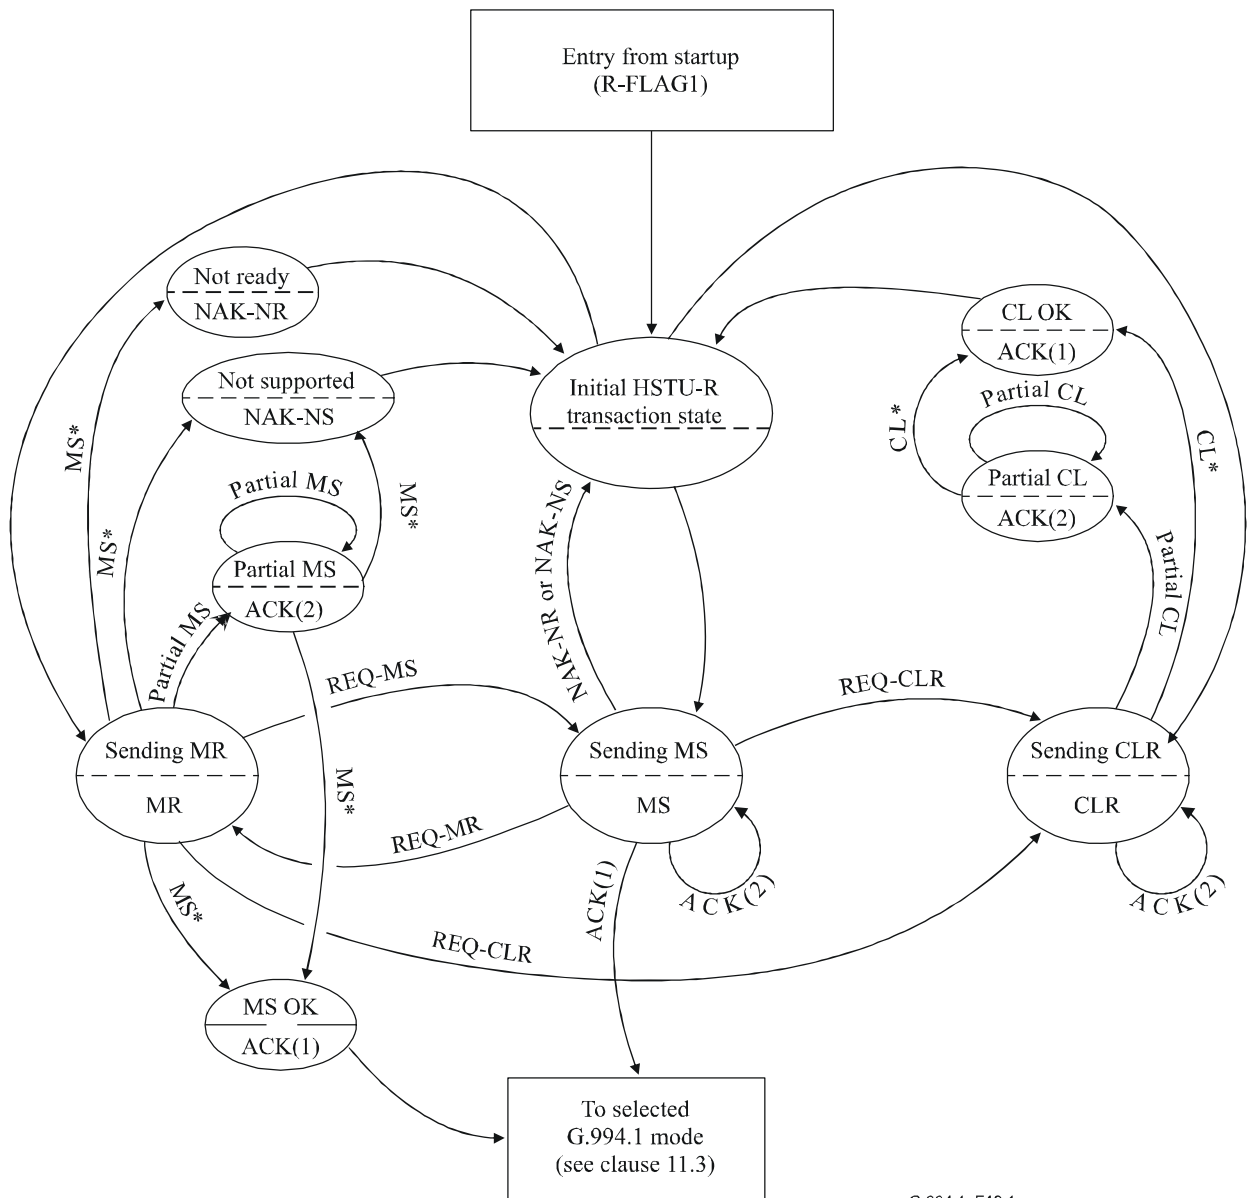 Entry from startup
(R-FLAG1)
Not ready
NAK-NR
CL OK
ACK(1)
Not supported
NAK-NS
Initial HSTU-R
transaction state
Partial CL
CL*
CL*
MS*
MS*
Partial MS
MS*
Partial CL
ACK(2)
NAK-NR or NAK-NS
Partial MS
ACK(2)
Partial CL
Partial MS
REQ-MS
REQ-CLR
Sending MR
MR
MS*
Sending MS
MS
Sending CLR
CLR
REQ-MR
MS*
ACK(1)
ACK(2)
ACK(2)
REQ-CLR
MS OK
ACK(1)
To selected
G.994.1 mode
(see clause 11.3)